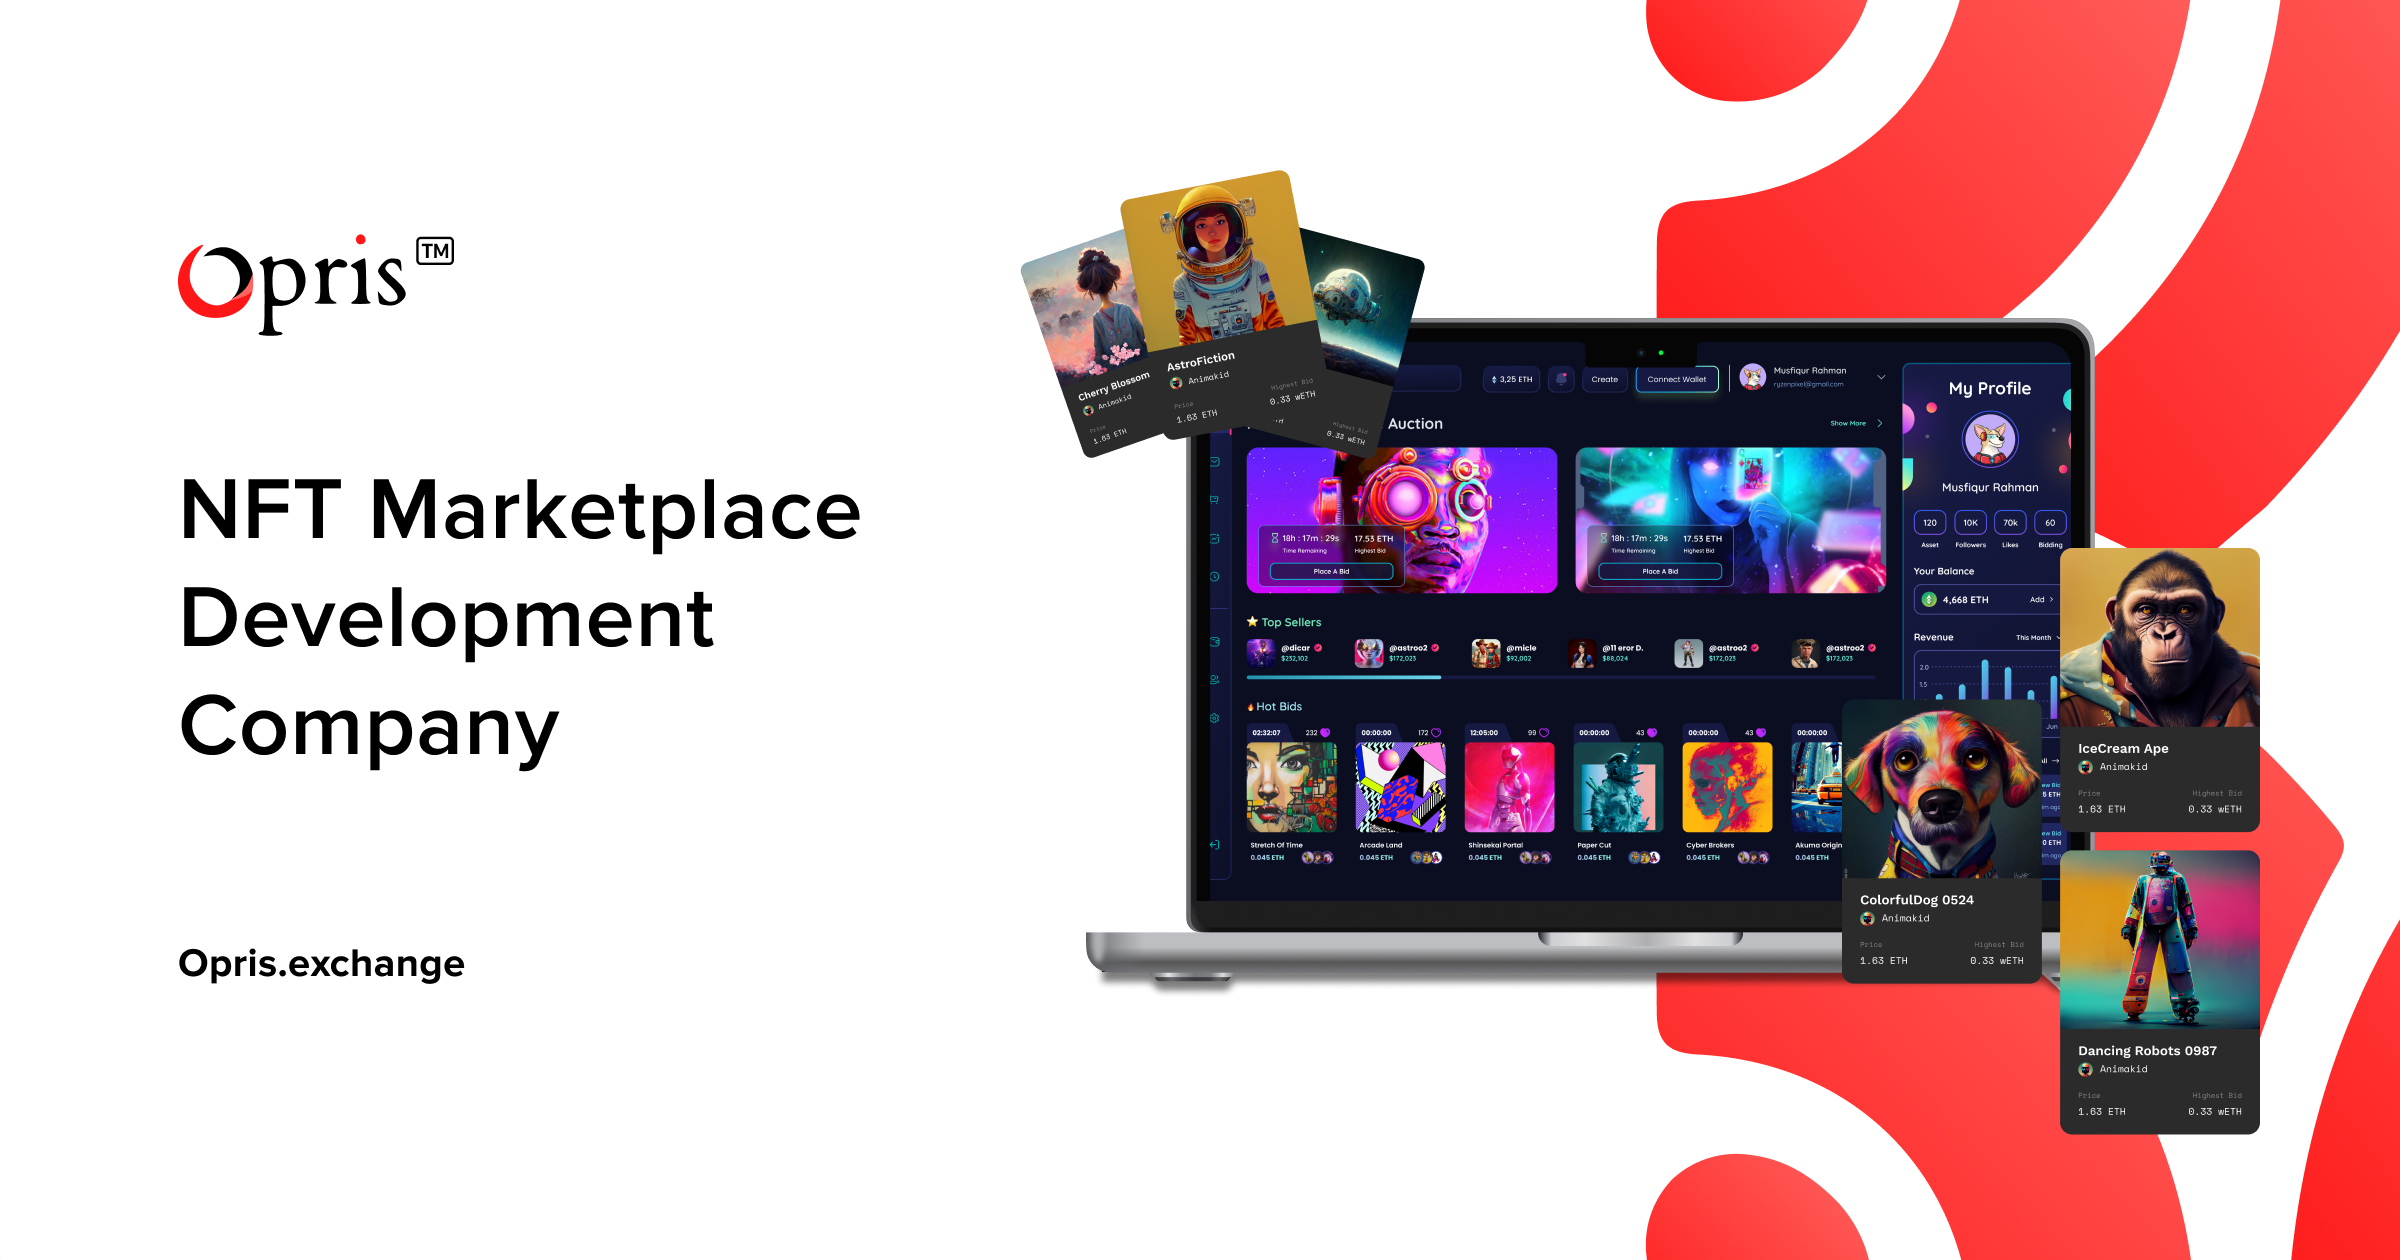 Opris TM
NFT Marketplace
Development
Company
Opris.exchange
Cherry Blossom
Animakid
Price
1.63 ETH
AstroFiction
Animakid
Price
1.63 ETH
Highest Bid
0.33 wETH
Highest Bid
0.33 wETH
3,25 ETH
Create
Connect Wallet
Musfiqur Rahman
ryzenpixel@gmail.com
Auction
Show More
18h : 17m : 29s
Time Remaining
17.53 ETH
Highest Bid
Place A Bid
18h : 17m : 29s
Time Remaining
17.53 ETH
Highest Bid
Place A Bid
Top Sellers
@dicar
$232,102
@astroo2
$172,023
@micle
$92,002
@11 eror D.
$88,024
@astroo2
$172,023
@astroo2
$172,023
Hot Bids
02:32:07 232
Stretch Of Time
0.045 ETH
00:00:00 172
Arcade Land
0.045 ETH
12:05:00 99
Shinsekai Portal
0.045 ETH
00:00:00 43
Paper Cut
0.045 ETH
00:00:00 43
Cyber Brokers
0.045 ETH
00:00:00
Akuma Origin
0.045 ETH
My Profile
Musfiqur Rahman
120
Asset
10K
Followers
70k
Likes
60
Bidding
Your Balance
4,668 ETH
Add
Revenue
This Month
2.0
1.5
Jun
ColorfulDog 0524
Animakid
Price
1.63 ETH
Highest Bid
0.33 wETH
IceCream Ape
Animakid
Price
1.63 ETH
Highest Bid
0.33 wETH
Dancing Robots 0987
Animakid
Price
1.63 ETH
Highest Bid
0.33 wETH